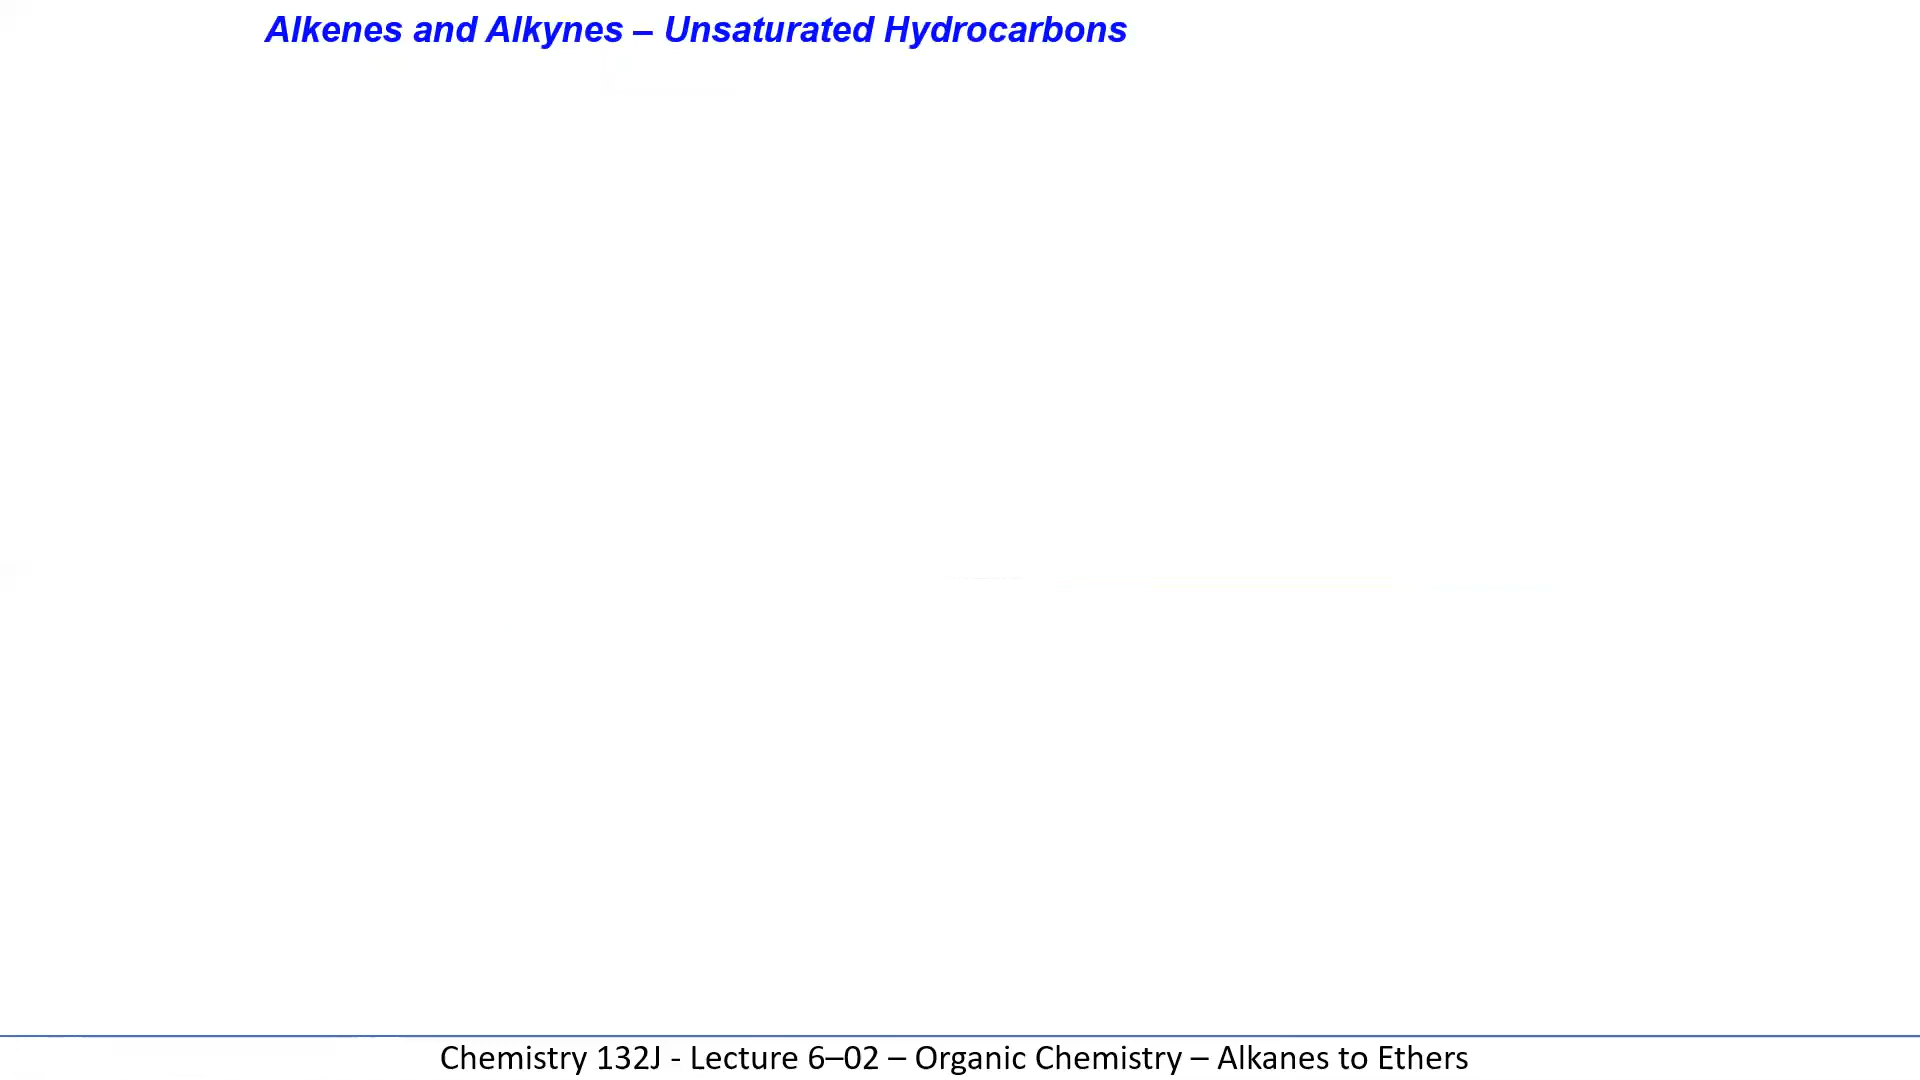 Alkenes and Alkynes – Unsaturated Hydrocarbons
Chemistry 132J - Lecture 6–02 – Organic Chemistry – Alkanes to Ethers